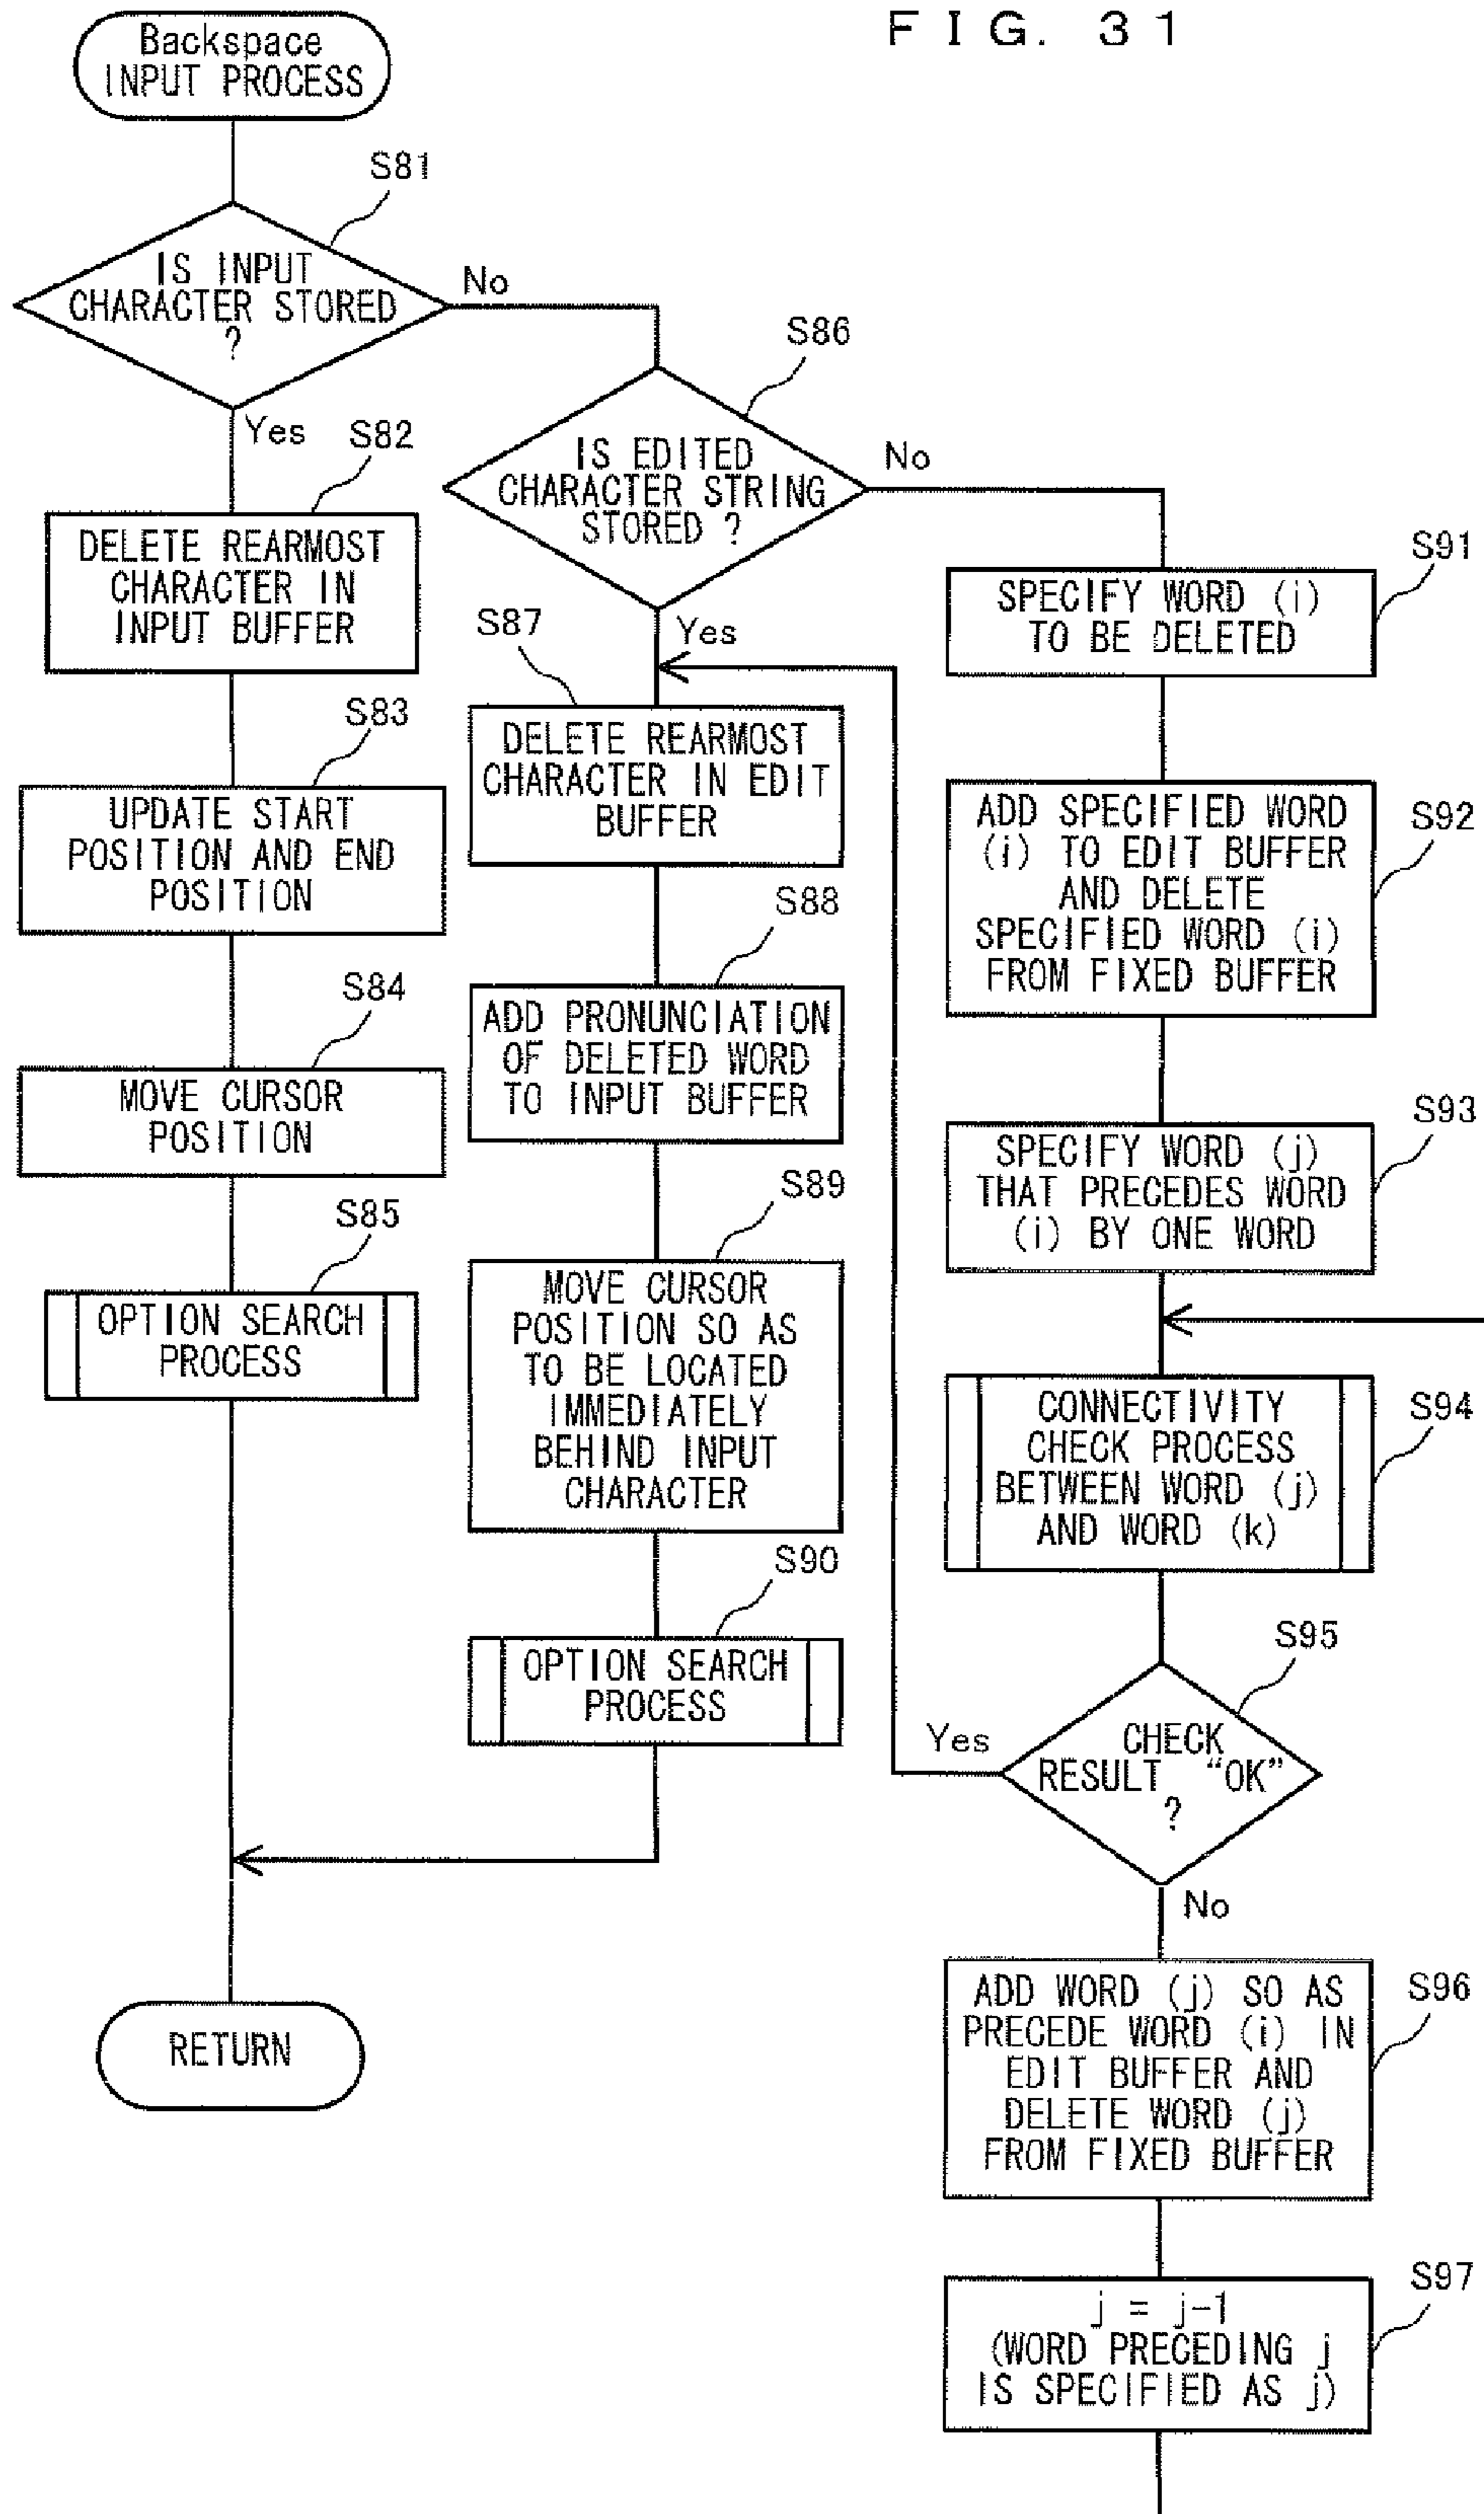 FIG. 31
Backspace
INPUT PROCESS
S81
IS INPUT
CHARACTER STORED
?
No
Yes
S82
DELETE REARMOST
CHARACTER IN
INPUT BUFFER
S83
UPDATE START
POSITION AND END
POSITION
S84
MOVE CURSOR
POSITION
S85
OPTION SEARCH
PROCESS
RETURN
S86
IS EDITED
CHARACTER STRING
STORED ?
No
Yes
S87
DELETE REARMOST
CHARACTER IN EDIT
BUFFER
S88
ADD PRONUNCIATION
OF DELETED WORD
TO INPUT BUFFER
S89
MOVE CURSOR
POSITION SO AS
TO BE LOCATED
IMMEDIATELY
BEHIND INPUT
CHARACTER
S90
OPTION SEARCH
PROCESS
S91
SPECIFY WORD (i)
TO BE DELETED
S92
ADD SPECIFIED WORD
(i) TO EDIT BUFFER
AND DELETE
SPECIFIED WORD (i)
FROM FIXED BUFFER
S93
SPECIFY WORD (j)
THAT PRECEDES WORD
(i) BY ONE WORD
S94
CONNECTIVITY
CHECK PROCESS
BETWEEN WORD (j)
AND WORD (k)
S95
CHECK
RESULT “OK”
?
Yes
No
S96
ADD WORD (j) SO AS
PRECEDE WORD (i) IN
EDIT BUFFER AND
DELETE WORD (j)
FROM FIXED BUFFER
S97
j = j-1
(WORD PRECEDING j
IS SPECIFIED AS j)